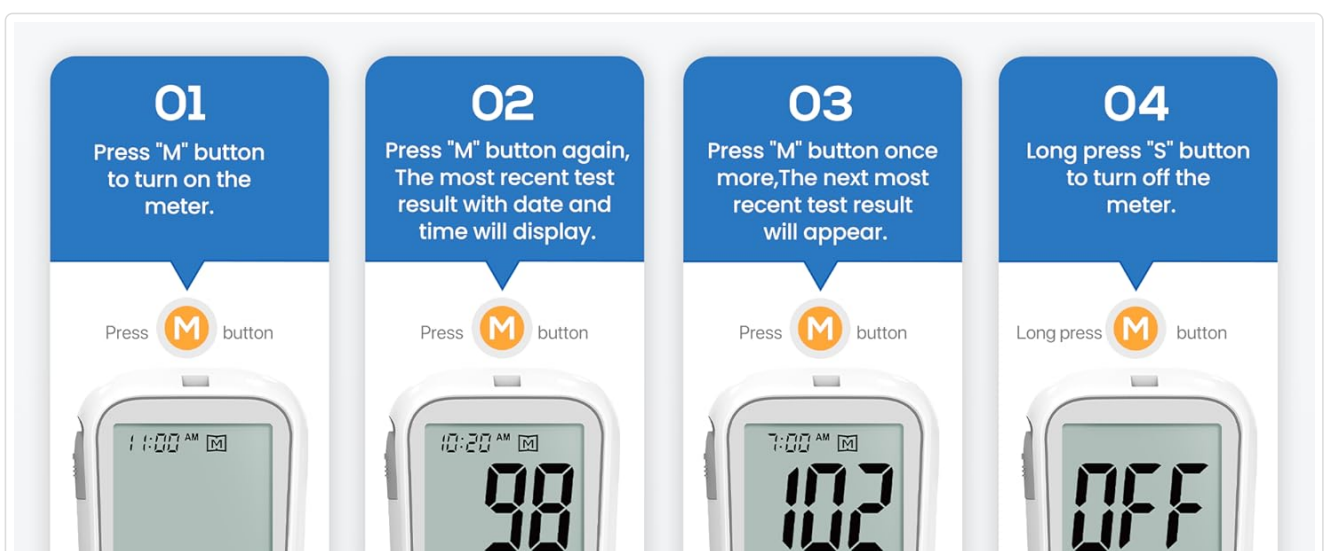 01
Press "M" button
to turn on the
meter.
Press M button
11:00 AM M
02
Press "M" button again,
The most recent test
result with date and
time will display.
Press M button
10:20 AM M
98
03
Press "M" button once
more,The next most
recent test result
will appear.
Press M button
7:00 AM M
102
04
Long press "S" button
to turn off the
meter.
Long press M button
OFF